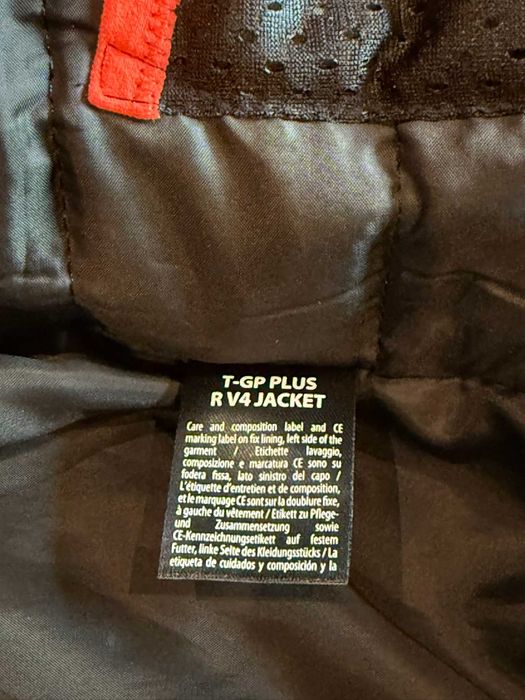 T-GP PLUS
R V4 JACKET
Care and composition label and CE
marking label on fix lining, left side of the
garment / Etichette lavaggio,
composizione e marcatura CE sono su
fodera fissa, lato sinistro del capo /
L'étiquette d'entretien et de composition,
et le marquage CE sont sur la doublure fixe,
à gauche du vêtement / Etikett zu Pflege-
und Zusammensetzung sowie
CE-Kennzeichnungsetikett auf festem
Futter, linke Seite des Kleidungsstücks / La
etiqueta de cuidados y composición y la